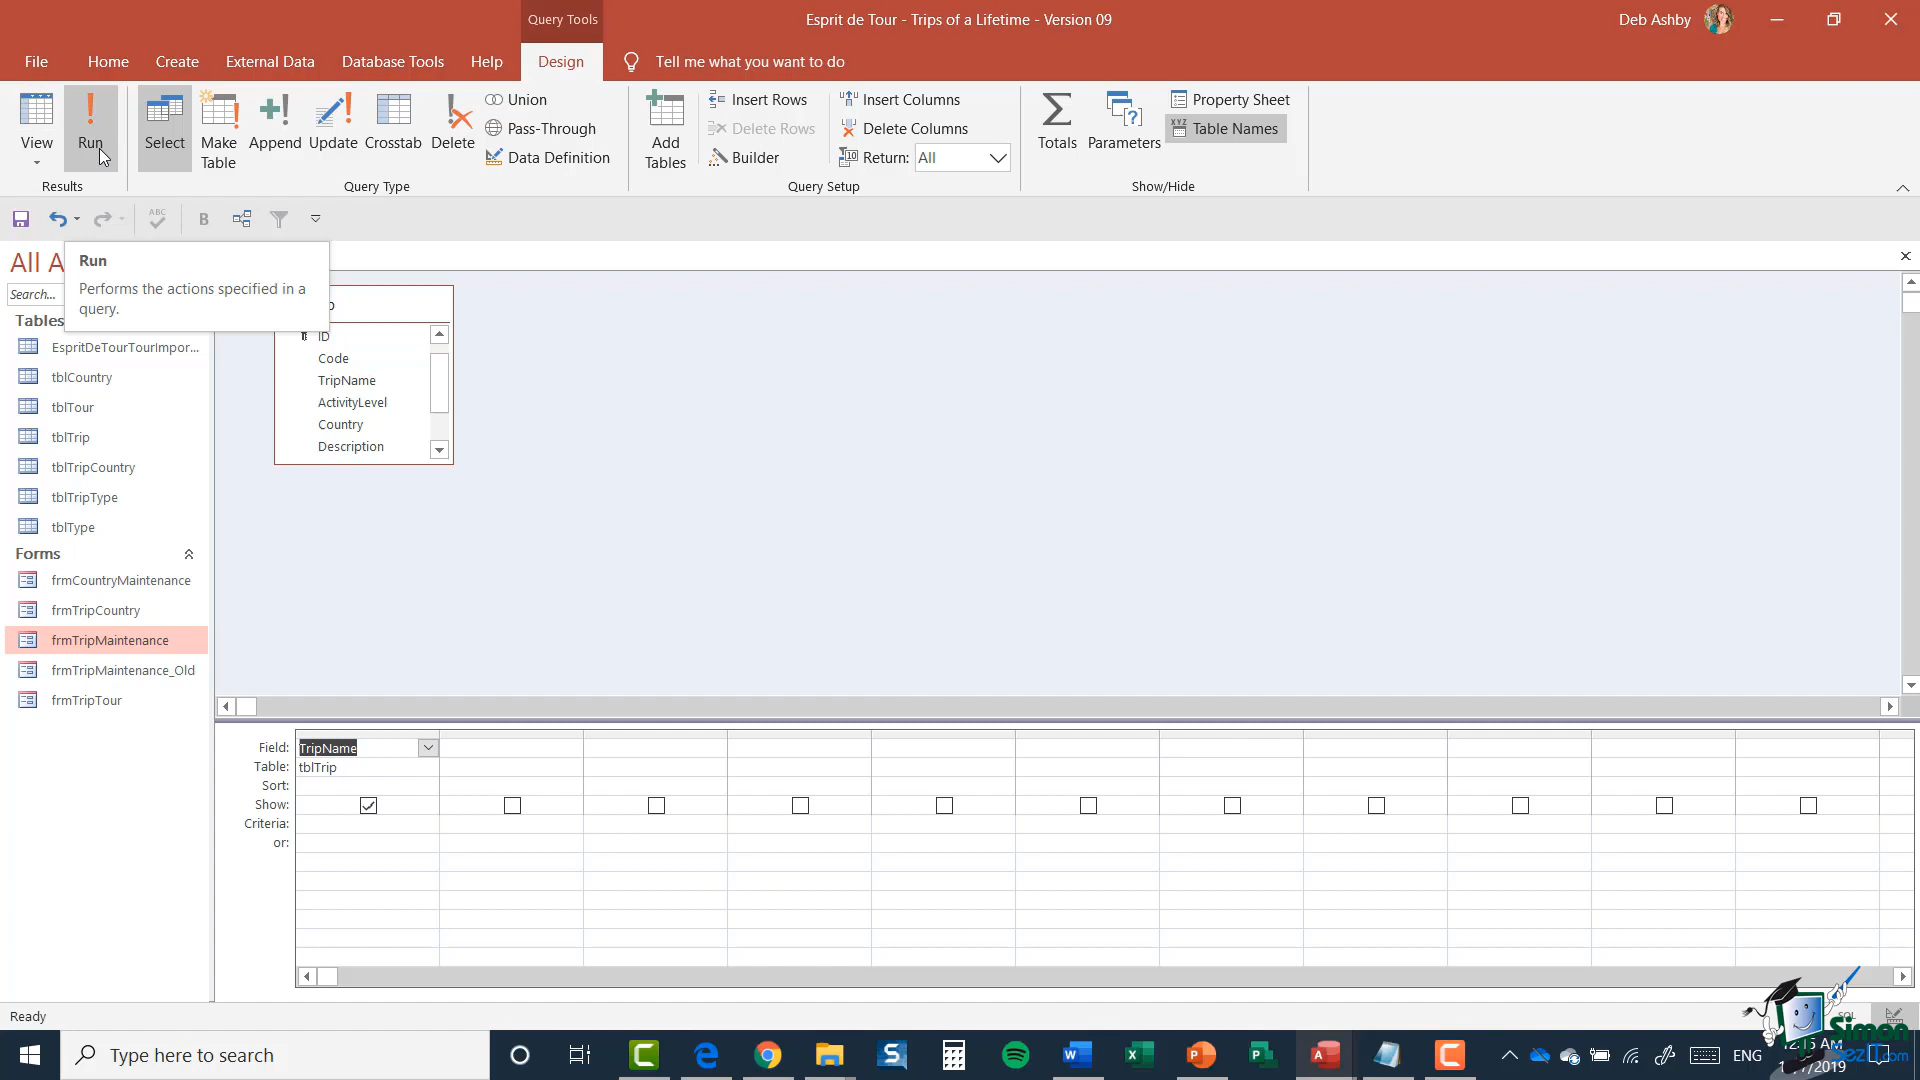 Query Tools
Esprit de Tour - Trips of a Lifetime - Version 09
Deb Ashby
File
Home
Create
External Data
Database Tools
Help
Design
Tell me what you want to do
View
Run
Select
Make
Table
Append
Update
Crosstab
Delete
Union
Pass-Through
Data Definition
Add
Tables
Insert Rows
Delete Rows
Builder
Insert Columns
Delete Columns
Return: All
Totals
Parameters
Property Sheet
Table Names
Results
Query Type
Query Setup
Show/Hide
ABC
B
All A
Run
Performs the actions specified in a
query.
Search...
Tables
EspritDeTourTourImpor...
tblCountry
tblTour
tblTrip
tblTripCountry
tblTripType
tblType
Forms
frmCountryMaintenance
frmTripCountry
frmTripMaintenance
frmTripMaintenance_Old
frmTripTour
ID
Code
TripName
ActivityLevel
Country
Description
Field: TripName
Table: tblTrip
Sort:
Show:
Criteria:
or:
Ready
Simon
SezIT.com
Type here to search
ENG